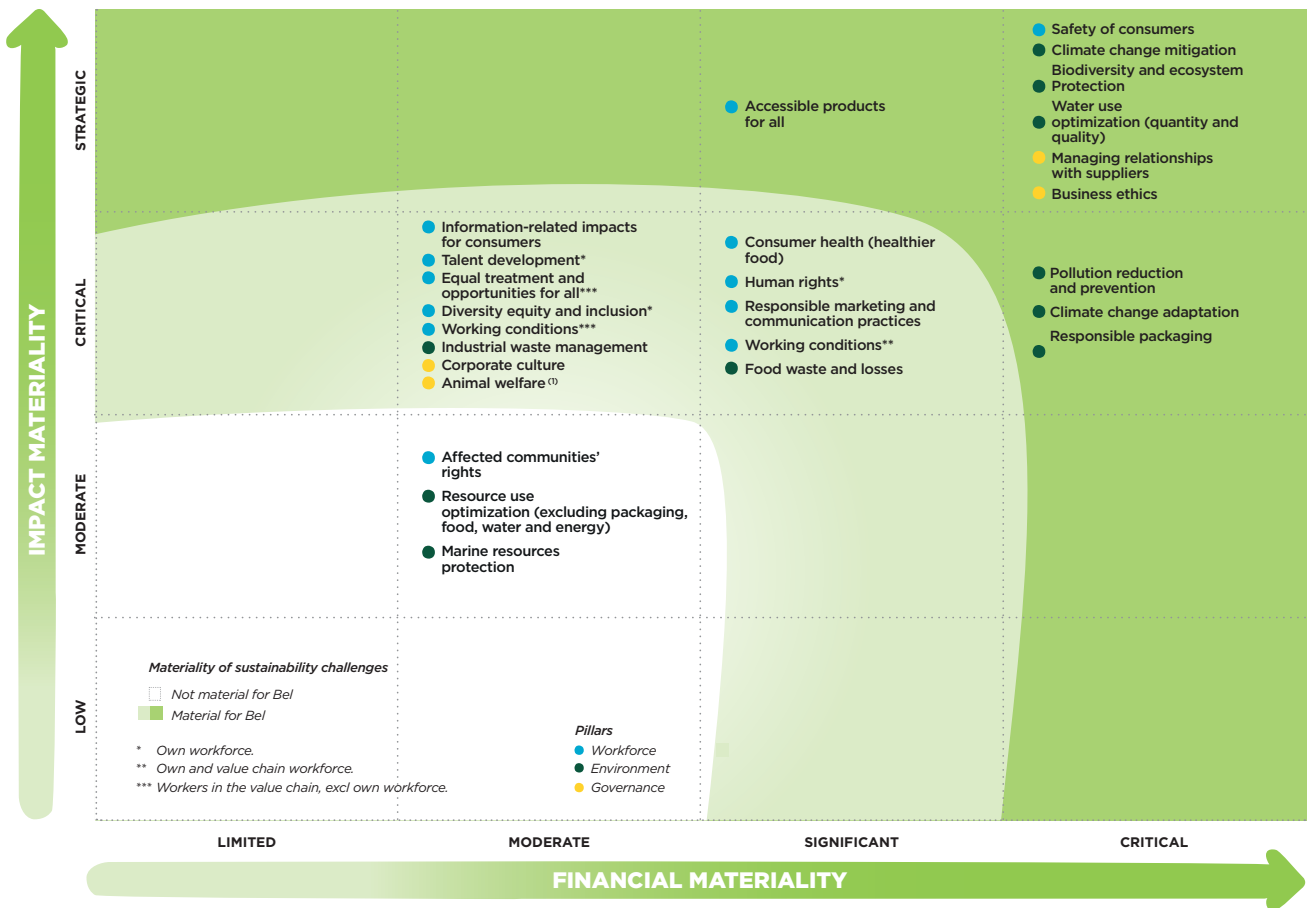 IMPACT MATERIALITY
STRATEGIC
CRITICAL
MODERATE
LOW
Accessible products
for all
Safety of consumers
Climate change mitigation
Biodiversity and ecosystem
Protection
Water use
optimization (quantity and
quality)
Managing relationships
with suppliers
Business ethics
Information-related impacts
for consumers
Talent development*
Equal treatment and
opportunities for all***
Diversity equity and inclusion*
Working conditions***
Industrial waste management
Corporate culture
Animal welfare (1)
Consumer health (healthier
food)
Human rights*
Responsible marketing and
communication practices
Working conditions**
Food waste and losses
Pollution reduction
and prevention
Climate change adaptation
Responsible packaging
Affected communities'
rights
Resource use
optimization (excluding packaging,
food, water and energy)
Marine resources
protection
Materiality of sustainability challenges
Not material for Bel
Material for Bel
* Own workforce.
** Own and value chain workforce.
*** Workers in the value chain, excl own workforce.
Pillars
Workforce
Environment
Governance
LIMITED
MODERATE
SIGNIFICANT
CRITICAL
FINANCIAL MATERIALITY